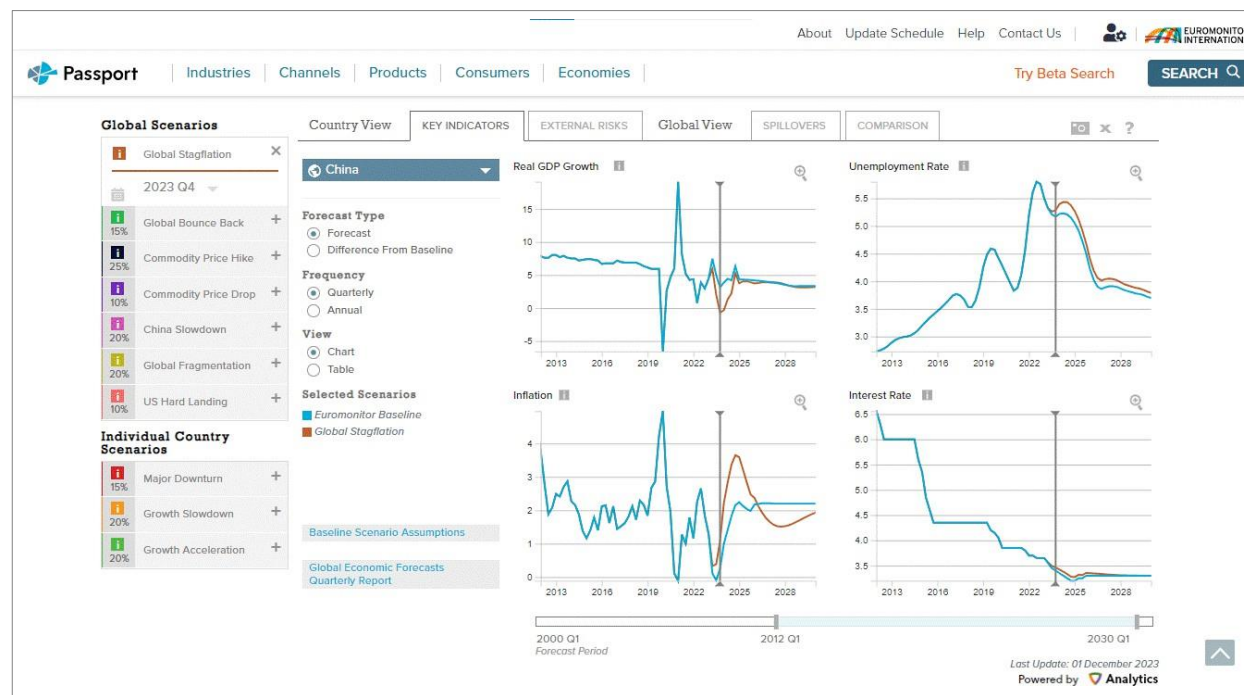 About Update Schedule Help Contact Us
EUROMONITO
INTERNATION
Passport
Industries Channels Products Consumers Economies
Try Beta Search
SEARCH
Global Scenarios
Global Stagflation
2023 Q4
Global Bounce Back
15%
Commodity Price Hike
25%
Commodity Price Drop
10%
China Slowdown
20%
Global Fragmentation
20%
US Hard Landing
10%
Individual Country
Scenarios
Major Downturn
15%
Growth Slowdown
20%
Growth Acceleration
20%
Country View KEY INDICATORS EXTERNAL RISKS Global View SPILLOVERS COMPARISON
China
Forecast Type
Forecast
Difference From Baseline
Frequency
Quarterly
Annual
View
Chart
Table
Selected Scenarios
Euromonitor Baseline
Global Stagflation
Baseline Scenario Assumptions
Global Economic Forecasts
Quarterly Report
Real GDP Growth
15
10
5
0
-5
2013 2016 2019 2022 2025 2028
Unemployment Rate
5.5
5.0
4.5
4.0
3.5
3.0
2013 2016 2019 2022 2025 2028
Inflation
4
3
2
1
0
2013 2016 2019 2022 2025 2028
Interest Rate
6.5
6.0
5.5
5.0
4.5
4.0
3.5
2013 2016 2019 2022 2025 2028
2000 Q1 2012 Q1 2030 Q1
Forecast Period
Last Update: 01 December 2023
Powered by Analytics